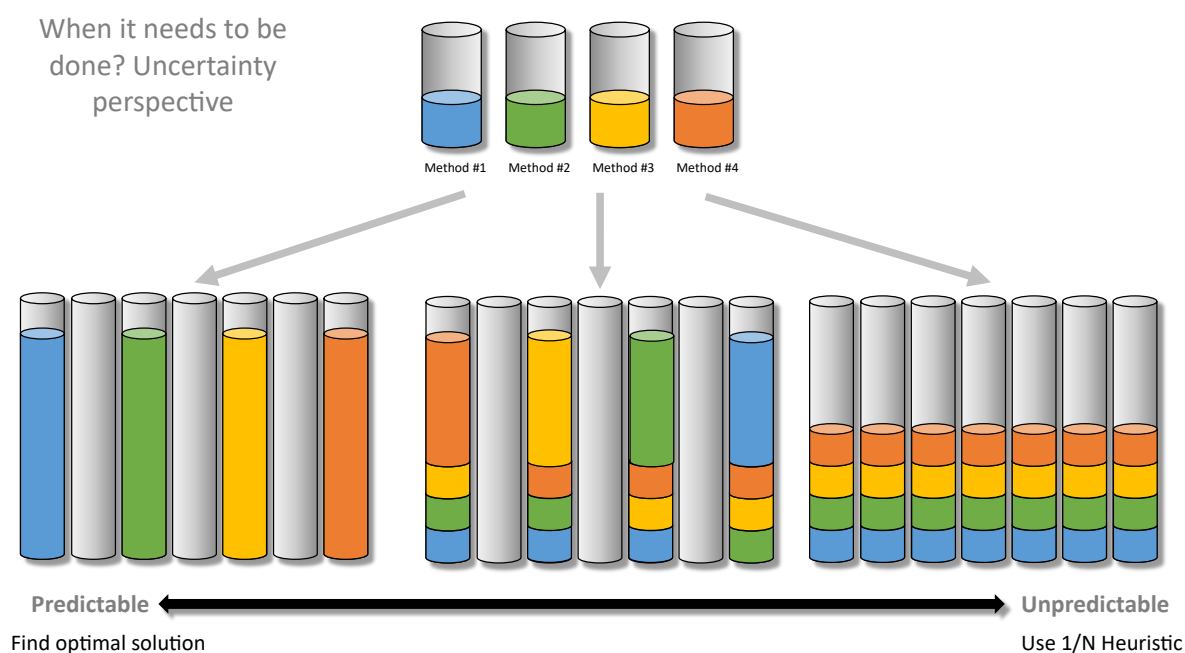 When it needs to be
done? Uncertainty
perspective
Method #1
Method #2
Method #3
Method #4
Predictable
Unpredictable
Find optimal solution
Use 1/N Heuristic